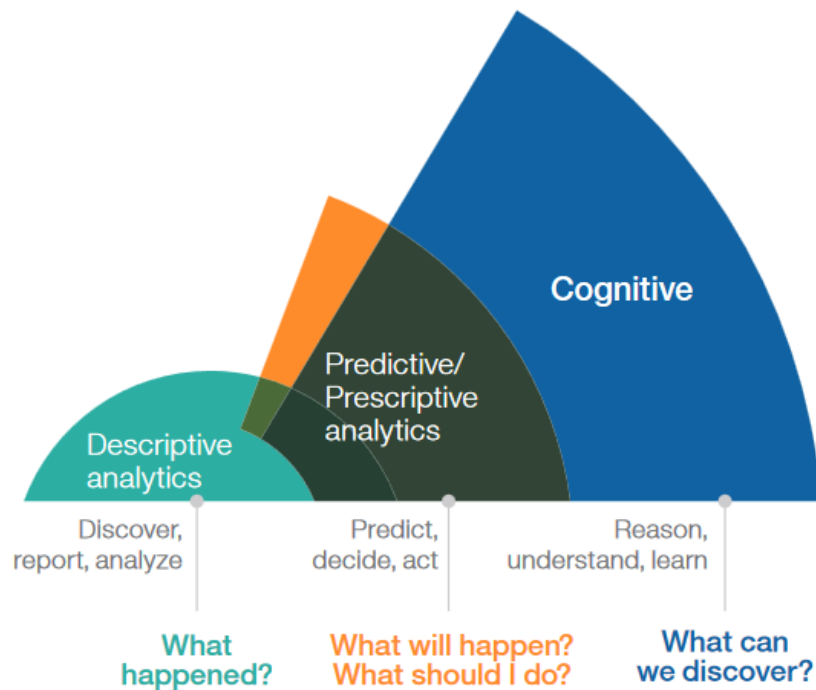 Cognitive
Predictive/
Prescriptive
analytics
Descriptive
analytics
Discover,
report, analyze
Predict,
decide, act
Reason,
understand, learn
What
happened?
What will happen?
What should I do?
What can
we discover?